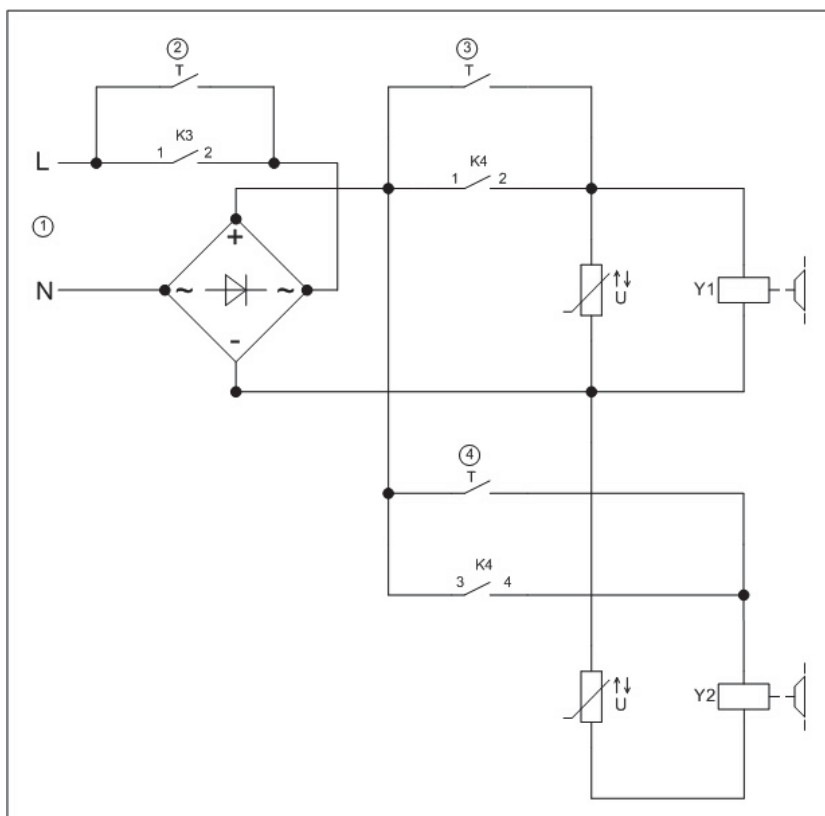 ②
T
K3
L 1 2
①
+
N ~ ~
-
③
T
K4
1 2
↑↓
U
Y1
④
T
K4
3 4
↑↓
U
Y2